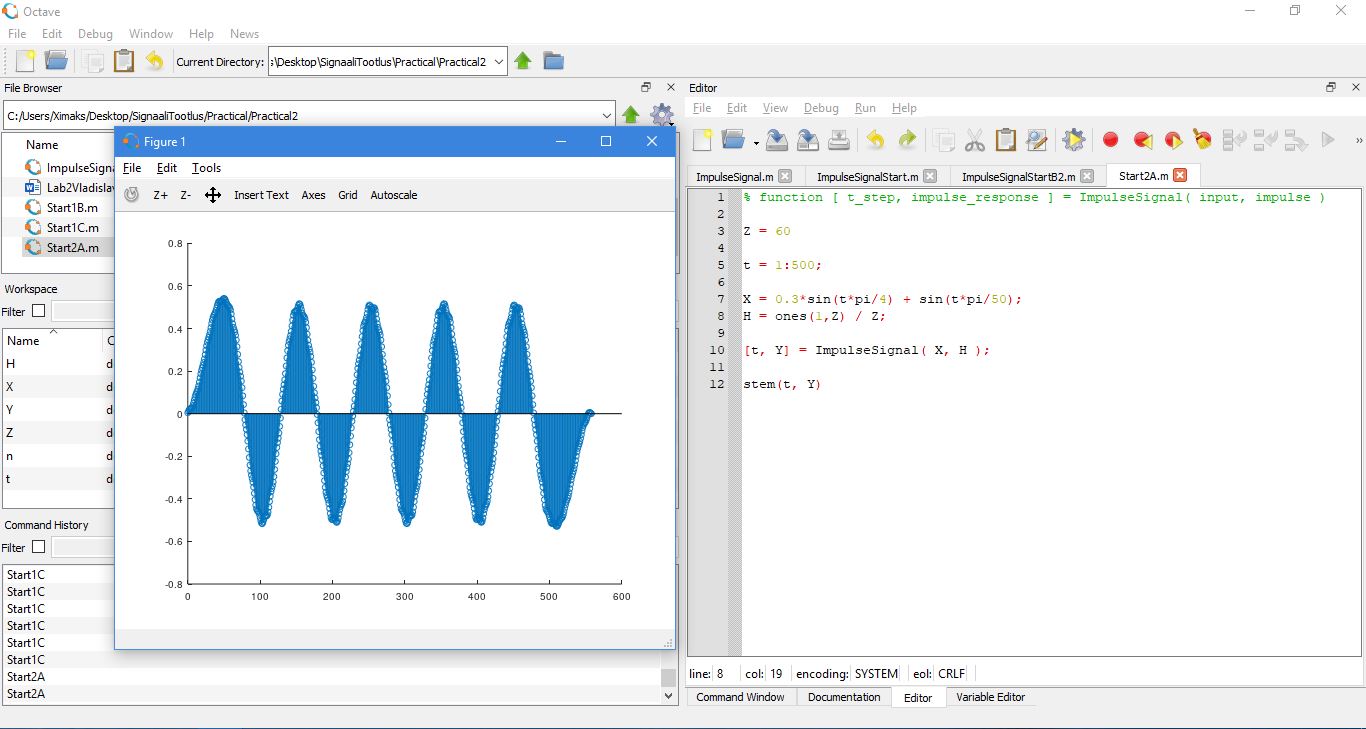 Octave
File Edit Debug Window Help News
Current Directory: ;\Desktop\SignaaliTootlus\Practical\Practical2
File Browser
C:/Users/Ximaks/Desktop/SignaaliTootlus/Practical/Practical2
Name
ImpulseSigna
Lab2Vladisla
Start1B.m
Start1C.m
Start2A.m
Workspace
Filter
Name C
H d
X d
Y d
Z d
n d
t d
Command History
Filter
Start1C
Start1C
Start1C
Start1C
Start1C
Start1C
Start2A
Start2A
Figure 1
File Edit Tools
Z+ Z- Insert Text Axes Grid Autoscale
0.8
0.6
0.4
0.2
0
-0.2
-0.4
-0.6
-0.8
0 100 200 300 400 500 600
Editor
File Edit View Debug Run Help
»
ImpulseSignal.m ImpulseSignalStart.m ImpulseSignalStartB2.m Start2A.m
1 % function [ t_step, impulse_response ] = ImpulseSignal( input, impulse )
2
3 Z = 60
4
5 t = 1:500;
6
7 X = 0.3*sin(t*pi/4) + sin(t*pi/50);
8 H = ones(1,Z) / Z;
9
10 [t, Y] = ImpulseSignal( X, H );
11
12 stem(t, Y)
line: 8 col: 19 encoding: SYSTEM eol: CRLF
Command Window Documentation Editor Variable Editor